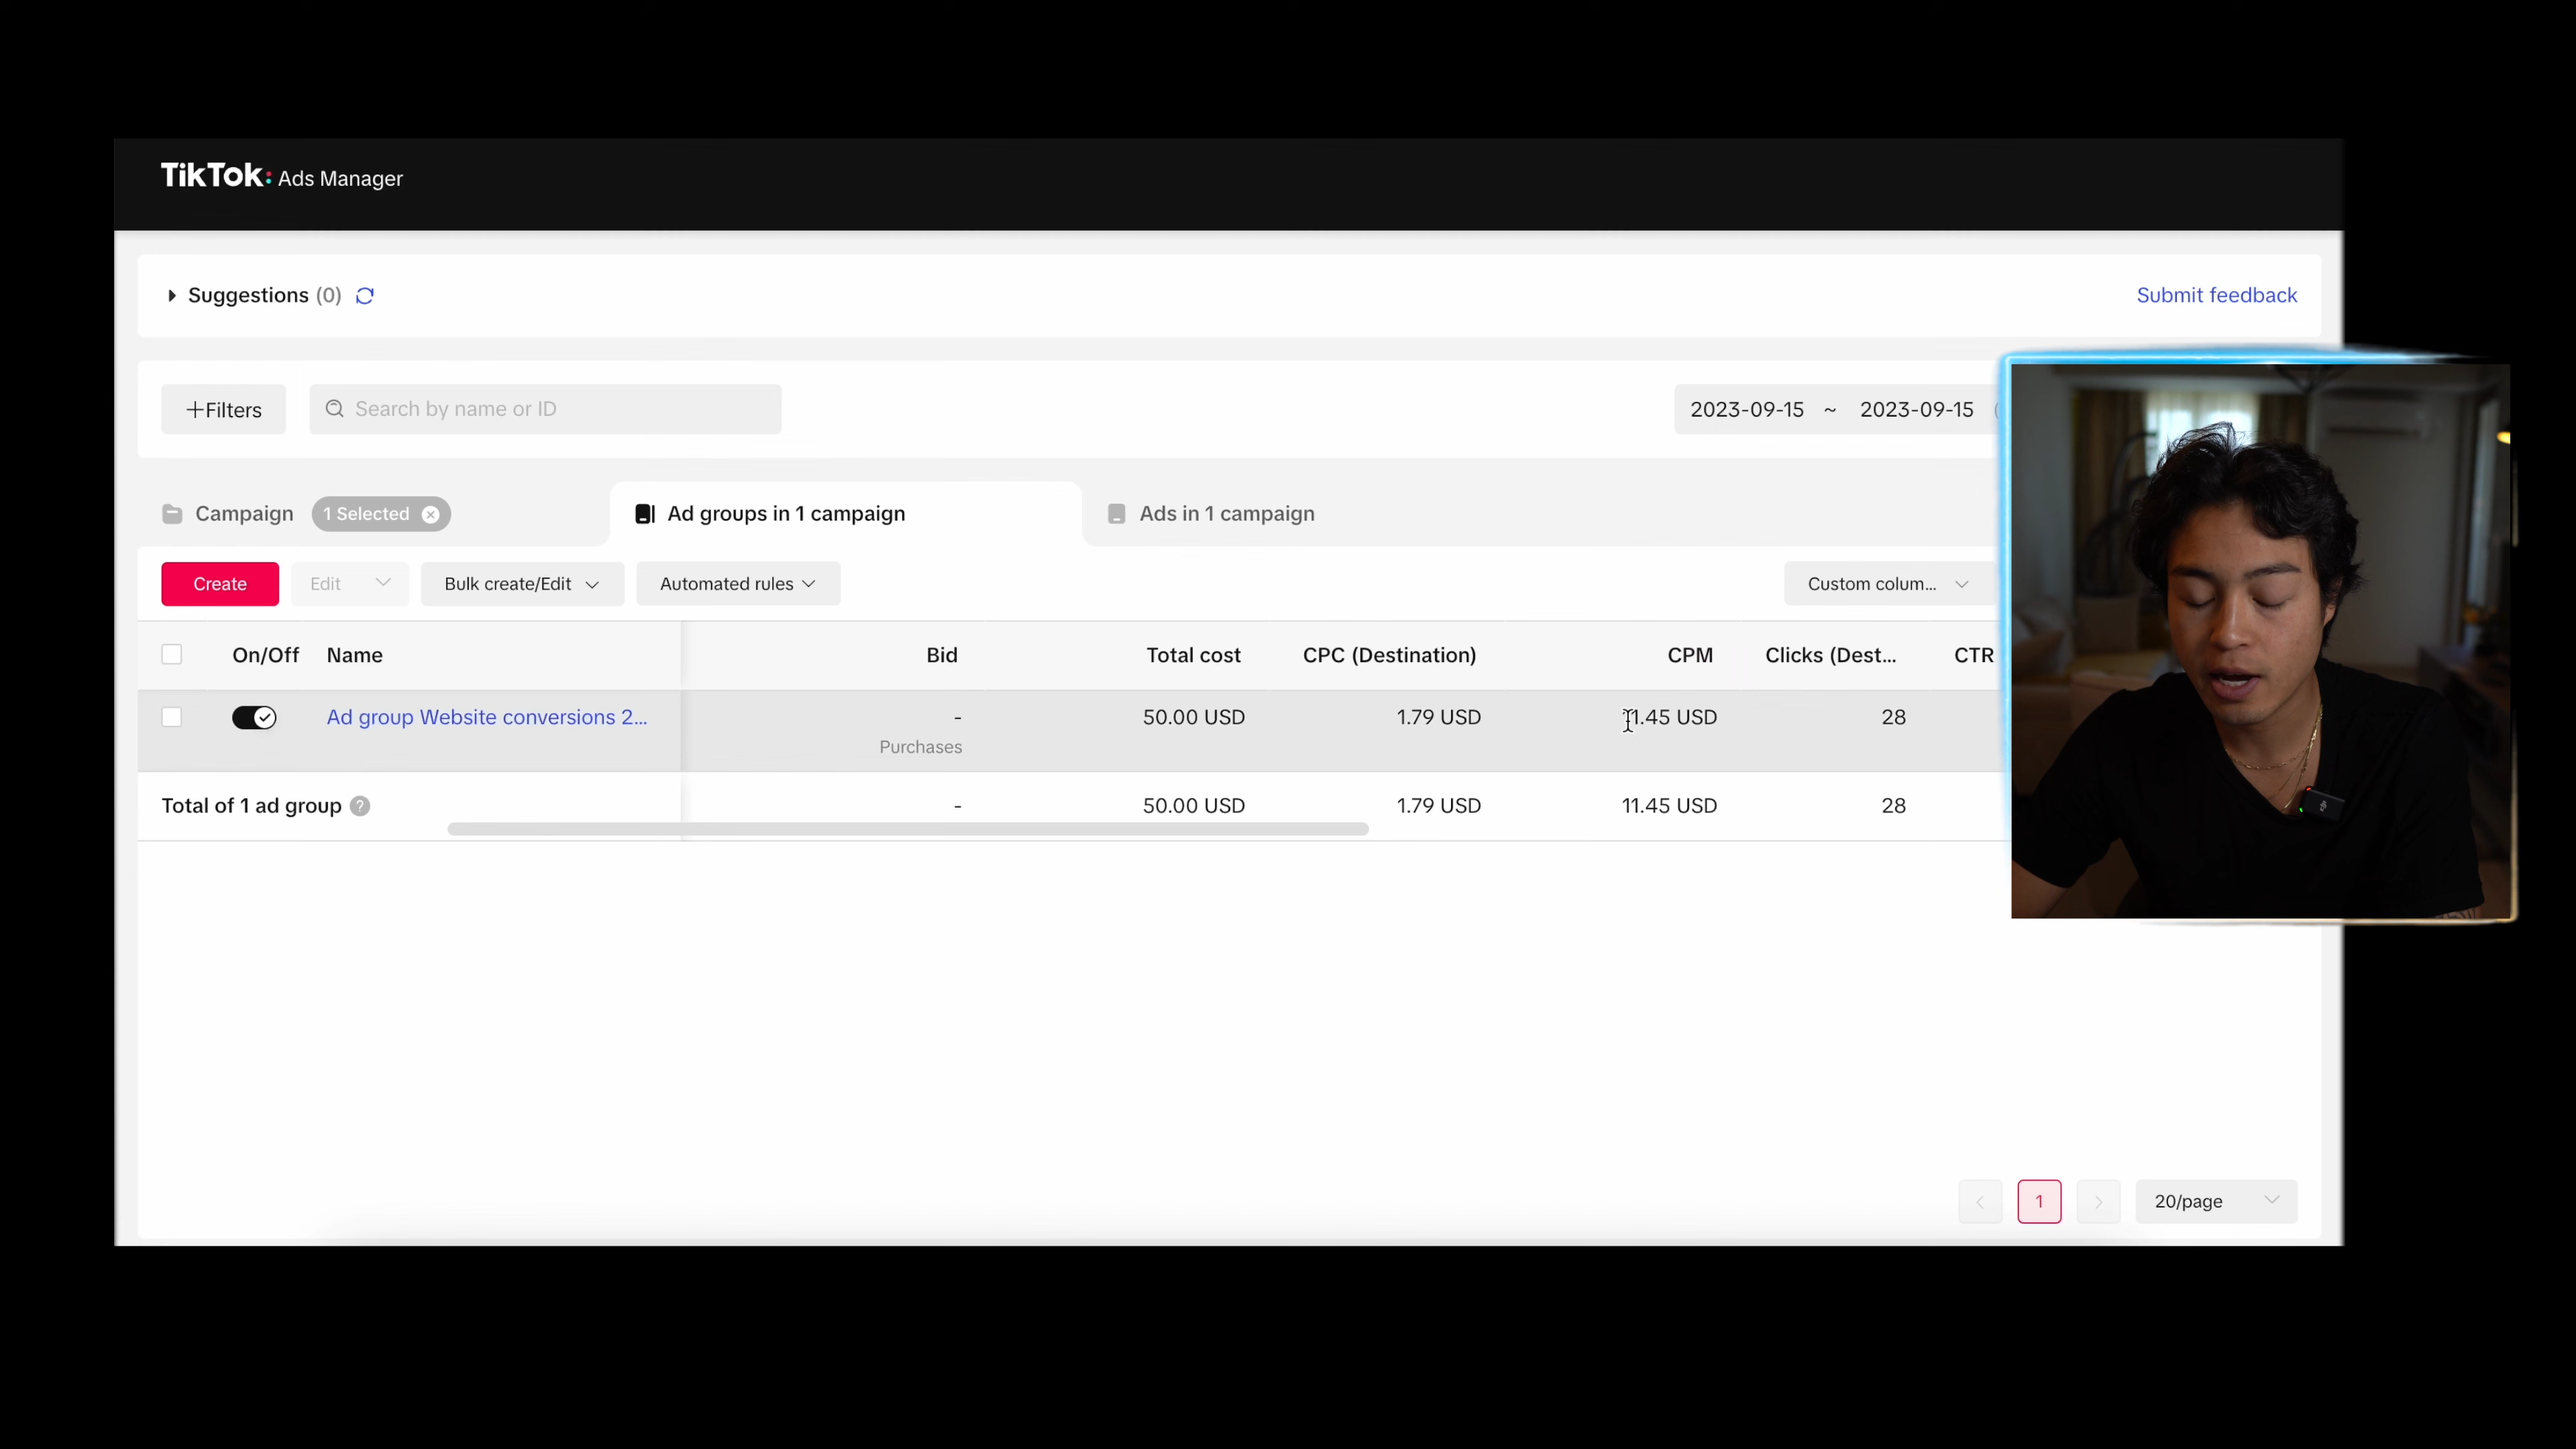 TikTok: Ads Manager
Suggestions (0)
Submit feedback
+Filters
Search by name or ID
2023-09-15 ~ 2023-09-15
Campaign 1 Selected
Ad groups in 1 campaign
Ads in 1 campaign
Create
Edit
Bulk create/Edit
Automated rules
Custom colum...
On/Off Name Bid Total cost CPC (Destination) CPM Clicks (Dest... CTR
Ad group Website conversions 2... - 50.00 USD 1.79 USD 11.45 USD 28
Purchases
Total of 1 ad group - 50.00 USD 1.79 USD 11.45 USD 28
1
20/page